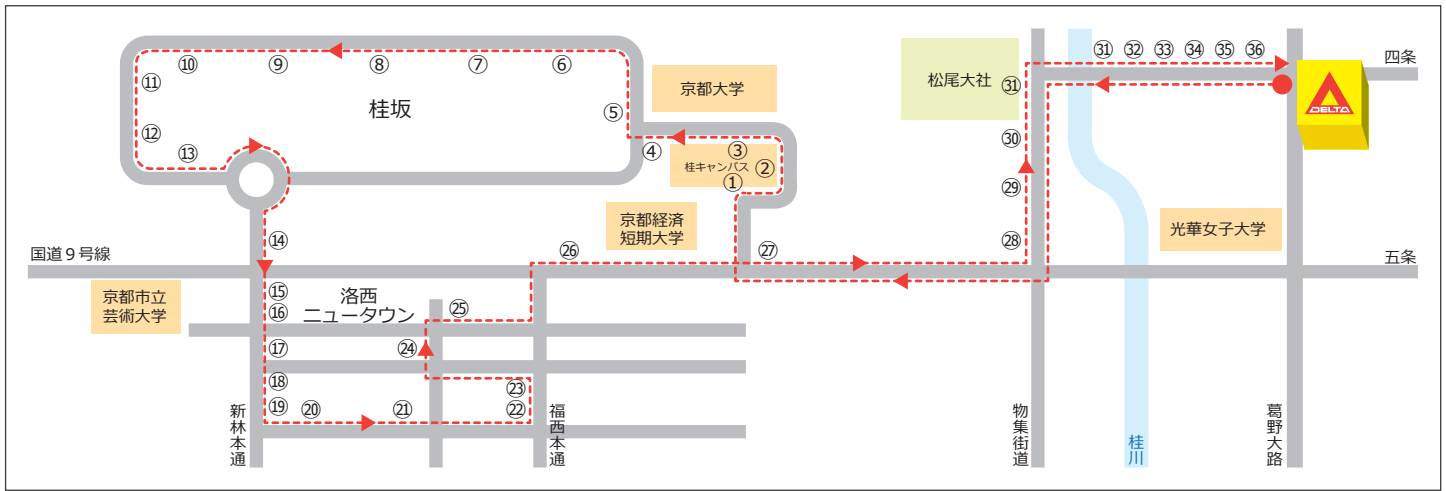 ⑩
⑨
⑧
⑦
⑥
⑪
桂坂
⑤
⑫
⑬
京都大学
④
③
桂キャンパス
②
①
松尾大社
㉛
㉜
㉝
㉞
㉟
㊱
四条
DELTA
㉛
㉚
㉙
㉘
京都経済
短期大学
光華女子大学
⑭
国道9号線
㉖
㉗
五条
京都市立
芸術大学
⑮
⑯
洛西
ニュータウン
㉕
⑰
㉔
⑱
⑲
⑳
㉑
㉓
㉒
新林本通
福西本通
物集街道
桂川
葛野大路